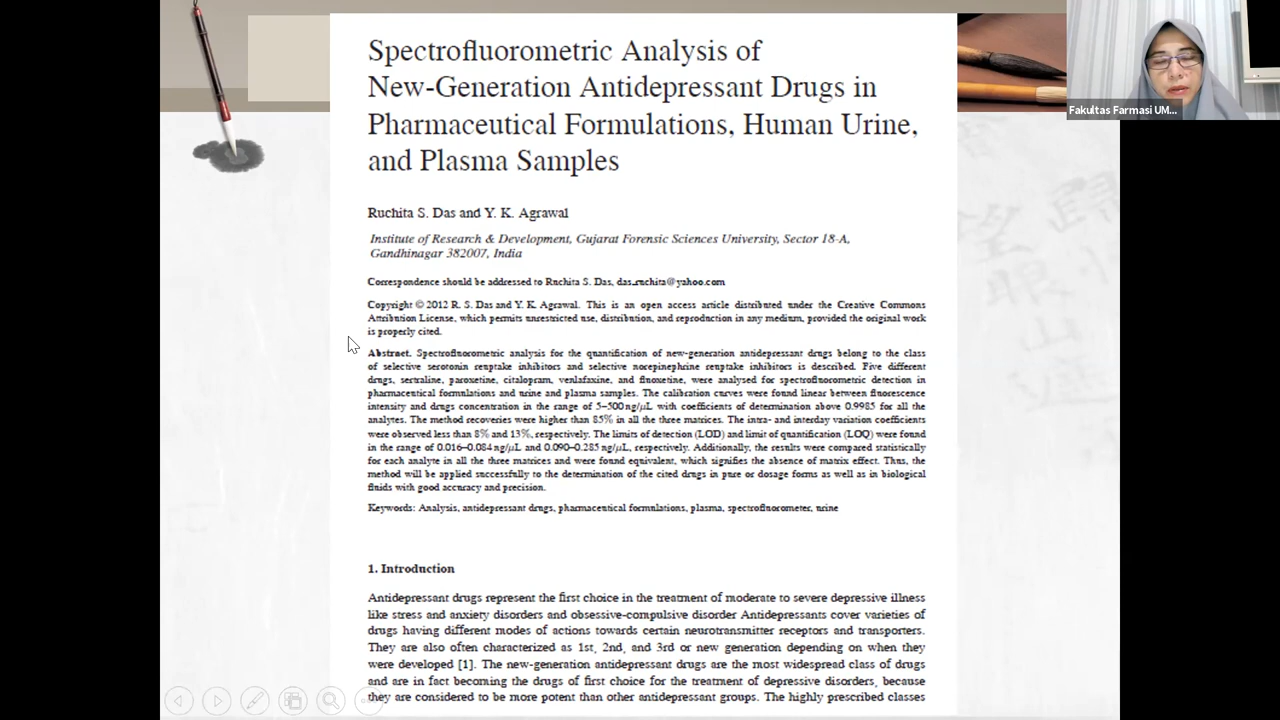 Spectrofluorometric Analysis of
New-Generation Antidepressant Drugs in
Pharmaceutical Formulations, Human Urine,
and Plasma Samples
Ruchita S. Das and Y. K. Agrawal
Institute of Research & Development, Gujarat Forensic Sciences University, Sector 18-A,
Gandhinagar 382007, India
Correspondence should be addressed to Ruchita S. Das, das_ruchita@yahoo.com
Copyright © 2012 R. S. Das and Y. K. Agrawal. This is an open access article distributed under the Creative Commons
Attribution License, which permits unrestricted use, distribution, and reproduction in any medium, provided the original work
is properly cited.
Abstract. Spectrofluorometric analysis for the quantification of new-generation antidepressant drugs belong to the class
of selective serotonin reuptake inhibitors and selective norepinephrine reuptake inhibitors is described. Five different
drugs, sertraline, paroxetine, citalopram, venlafaxine, and fluoxetine, were analysed for spectrofluorometric detection in
pharmaceutical formulations and urine and plasma samples. The calibration curves were found linear between fluorescence
intensity and drugs concentration in the range of 5–500 ng/μL with coefficients of determination above 0.9985 for all the
analytes. The method recoveries were higher than 85% in all the three matrices. The intra- and interday variation coefficients
were observed less than 8% and 13%, respectively. The limits of detection (LOD) and limit of quantification (LOQ) were found
in the range of 0.016–0.084 ng/μL and 0.090–0.285 ng/μL, respectively. Additionally, the results were compared statistically
for each analyte in all the three matrices and were found equivalent, which signifies the absence of matrix effect. Thus, the
method will be applied successfully to the determination of the cited drugs in pure or dosage forms as well as in biological
fluids with good accuracy and precision.
Keywords: Analysis, antidepressant drugs, pharmaceutical formulations, plasma, spectrofluorometer, urine
1. Introduction
Antidepressant drugs represent the first choice in the treatment of moderate to severe depressive illness
like stress and anxiety disorders and obsessive-compulsive disorder Antidepressants cover varieties of
drugs having different modes of actions towards certain neurotransmitter receptors and transporters.
They are also often characterized as 1st, 2nd, and 3rd or new generation depending on when they
were developed [1]. The new-generation antidepressant drugs are the most widespread class of drugs
and are in fact becoming the drugs of first choice for the treatment of depressive disorders, because
they are considered to be more potent than other antidepressant groups. The highly prescribed classes
Fakultas Farmasi UM...